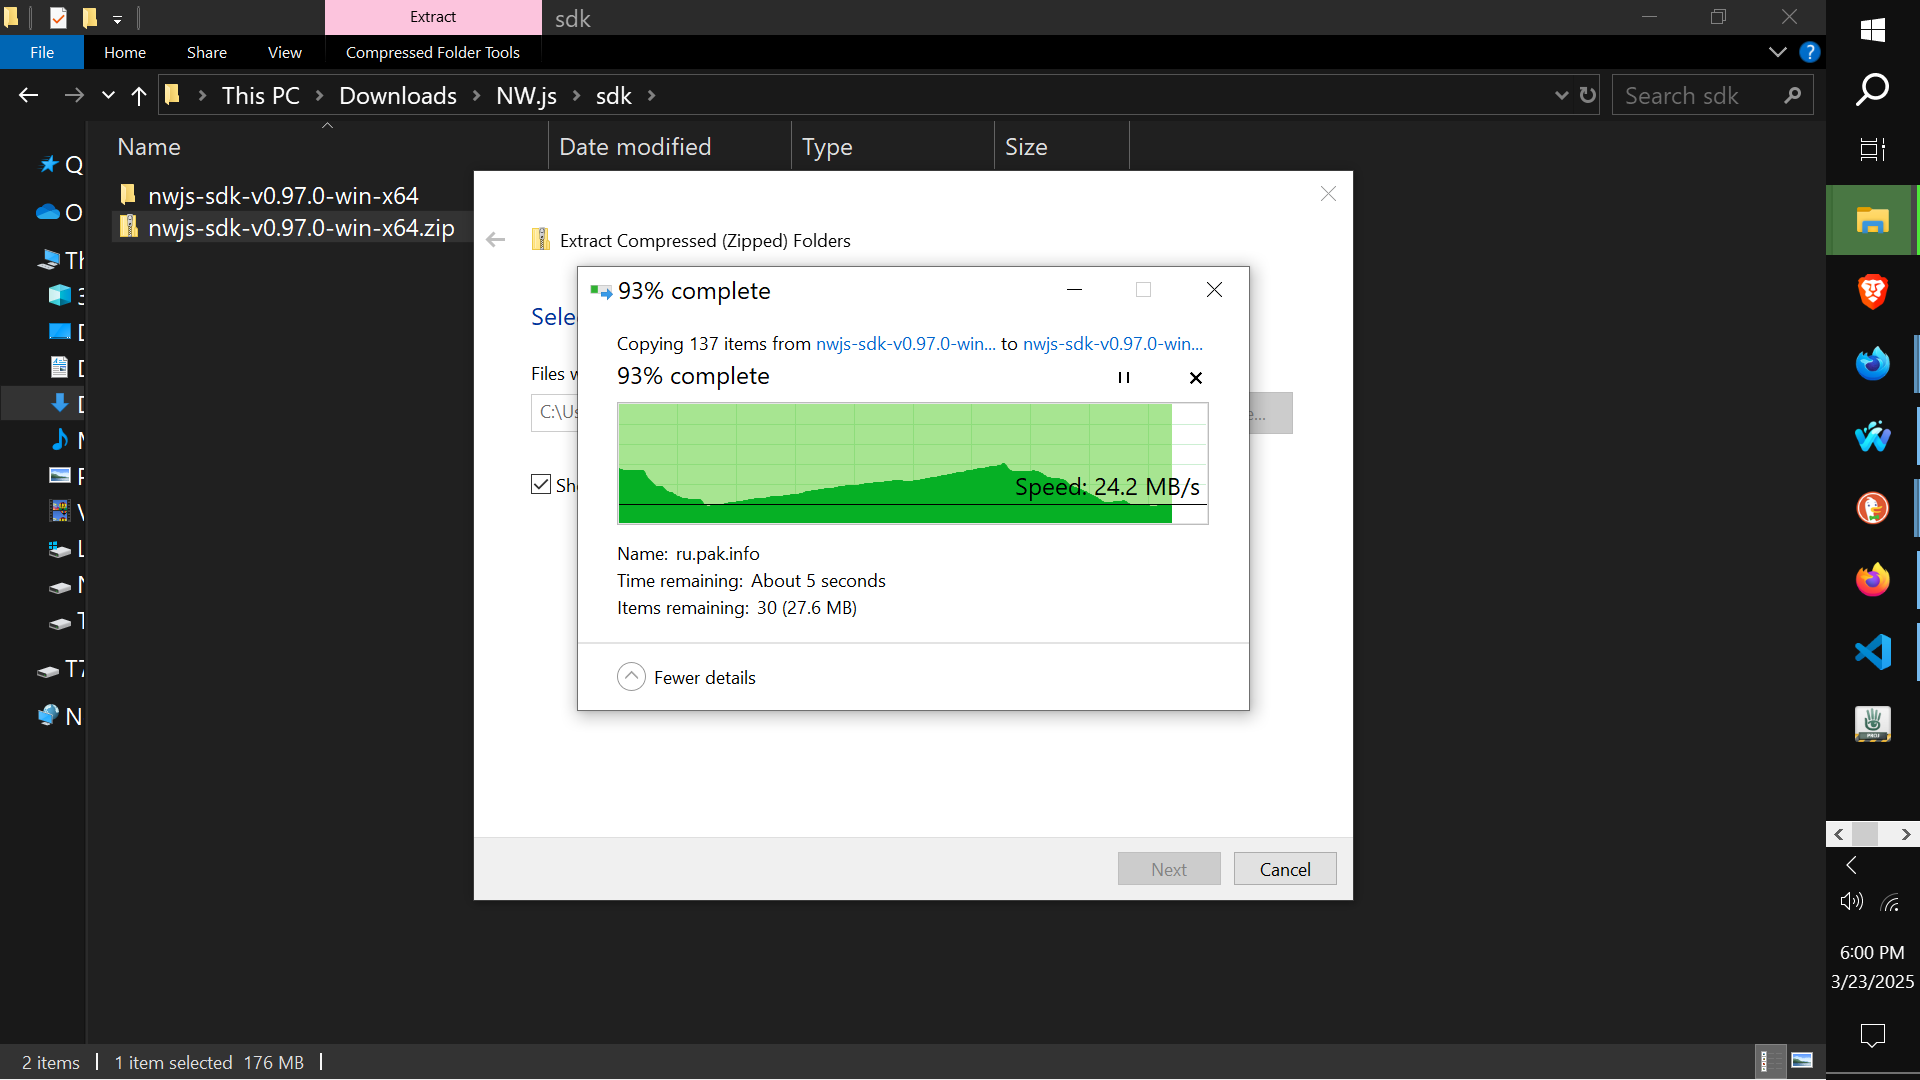 Extract
sdk
File
Home
Share
View
Compressed Folder Tools
This PC
Downloads
NW.js
sdk
Search sdk
Name
Date modified
Type
Size
Q
nwjs-sdk-v0.97.0-win-x64
O
nwjs-sdk-v0.97.0-win-x64.zip
Extract Compressed (Zipped) Folders
Th
3
93% complete
Sele
D
Copying 137 items from nwjs-sdk-v0.97.0-win... to nwjs-sdk-v0.97.0-win...
Files w
93% complete
D
C:\Us
e...
D
M
P
Sho
Speed: 24.2 MB/s
V
L
Name: ru.pak.info
Time remaining: About 5 seconds
N
Items remaining: 30 (27.6 MB)
T
T7
Fewer details
N
PROJ
Next
Cancel
6:00 PM
3/23/2025
2 items
1 item selected 176 MB